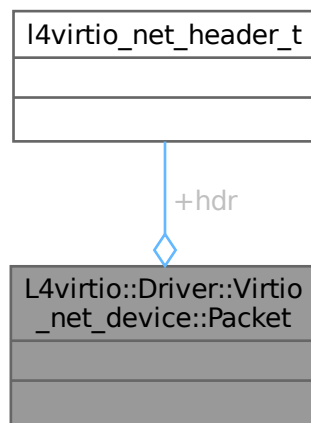 l4virtio_net_header_t
+hdr
L4virtio::Driver::Virtio
_net_device::Packet